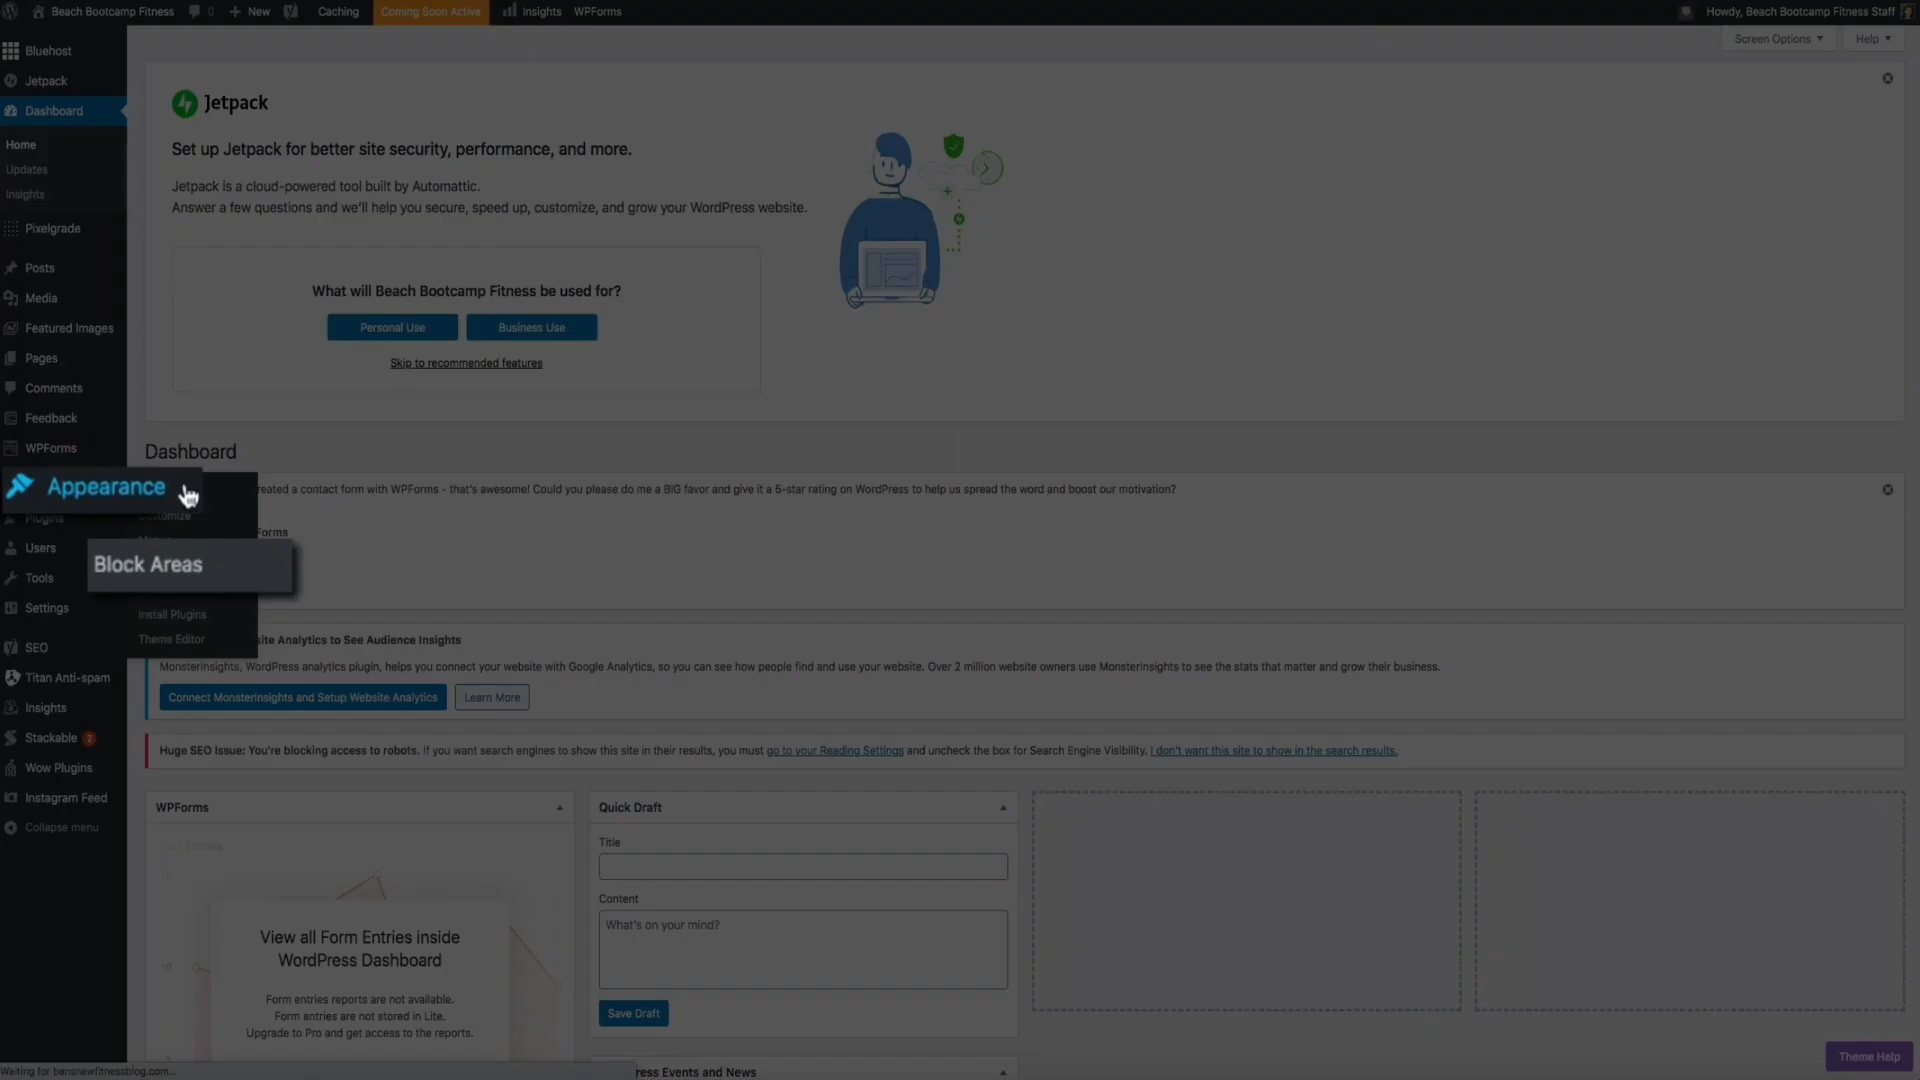 Beach Bootcamp Fitness 0 New Caching Coming Soon Active Insights WPForms Howdy, Beach Bootcamp Fitness Staff
Screen Options Help
Bluehost
Jetpack
Dashboard
Home
Updates
Insights
Pixelgrade
Posts
Media
Featured Images
Pages
Comments
Feedback
WPForms
Appearance
Customize
Block Areas
Install Plugins
Theme Editor
Plugins
Users
Tools
Settings
SEO
Titan Anti-spam
Insights
Stackable 2
Wow Plugins
Instagram Feed
Collapse menu
Jetpack
Set up Jetpack for better site security, performance, and more.
Jetpack is a cloud-powered tool built by Automattic.
Answer a few questions and we'll help you secure, speed up, customize, and grow your WordPress website.
What will Beach Bootcamp Fitness be used for?
Personal Use Business Use
Skip to recommended features
Dashboard
created a contact form with WPForms - that's awesome! Could you please do me a BIG favor and give it a 5-star rating on WordPress to help us spread the word and boost our motivation?
Forms
site Analytics to See Audience Insights
MonsterInsights, WordPress analytics plugin, helps you connect your website with Google Analytics, so you can see how people find and use your website. Over 2 million website owners use MonsterInsights to see the stats that matter and grow their business.
Connect MonsterInsights and Setup Website Analytics Learn More
Huge SEO Issue: You're blocking access to robots. If you want search engines to show this site in their results, you must go to your Reading Settings and uncheck the box for Search Engine Visibility. I don't want this site to show in the search results.
WPForms
Entries
10
View all Form Entries inside
WordPress Dashboard
Form entries reports are not available.
Form entries are not stored in Lite.
Upgrade to Pro and get access to the reports.
Quick Draft
Title
Content
What's on your mind?
Save Draft
ress Events and News
Theme Help
Waiting for bensnewfitnessblog.com...